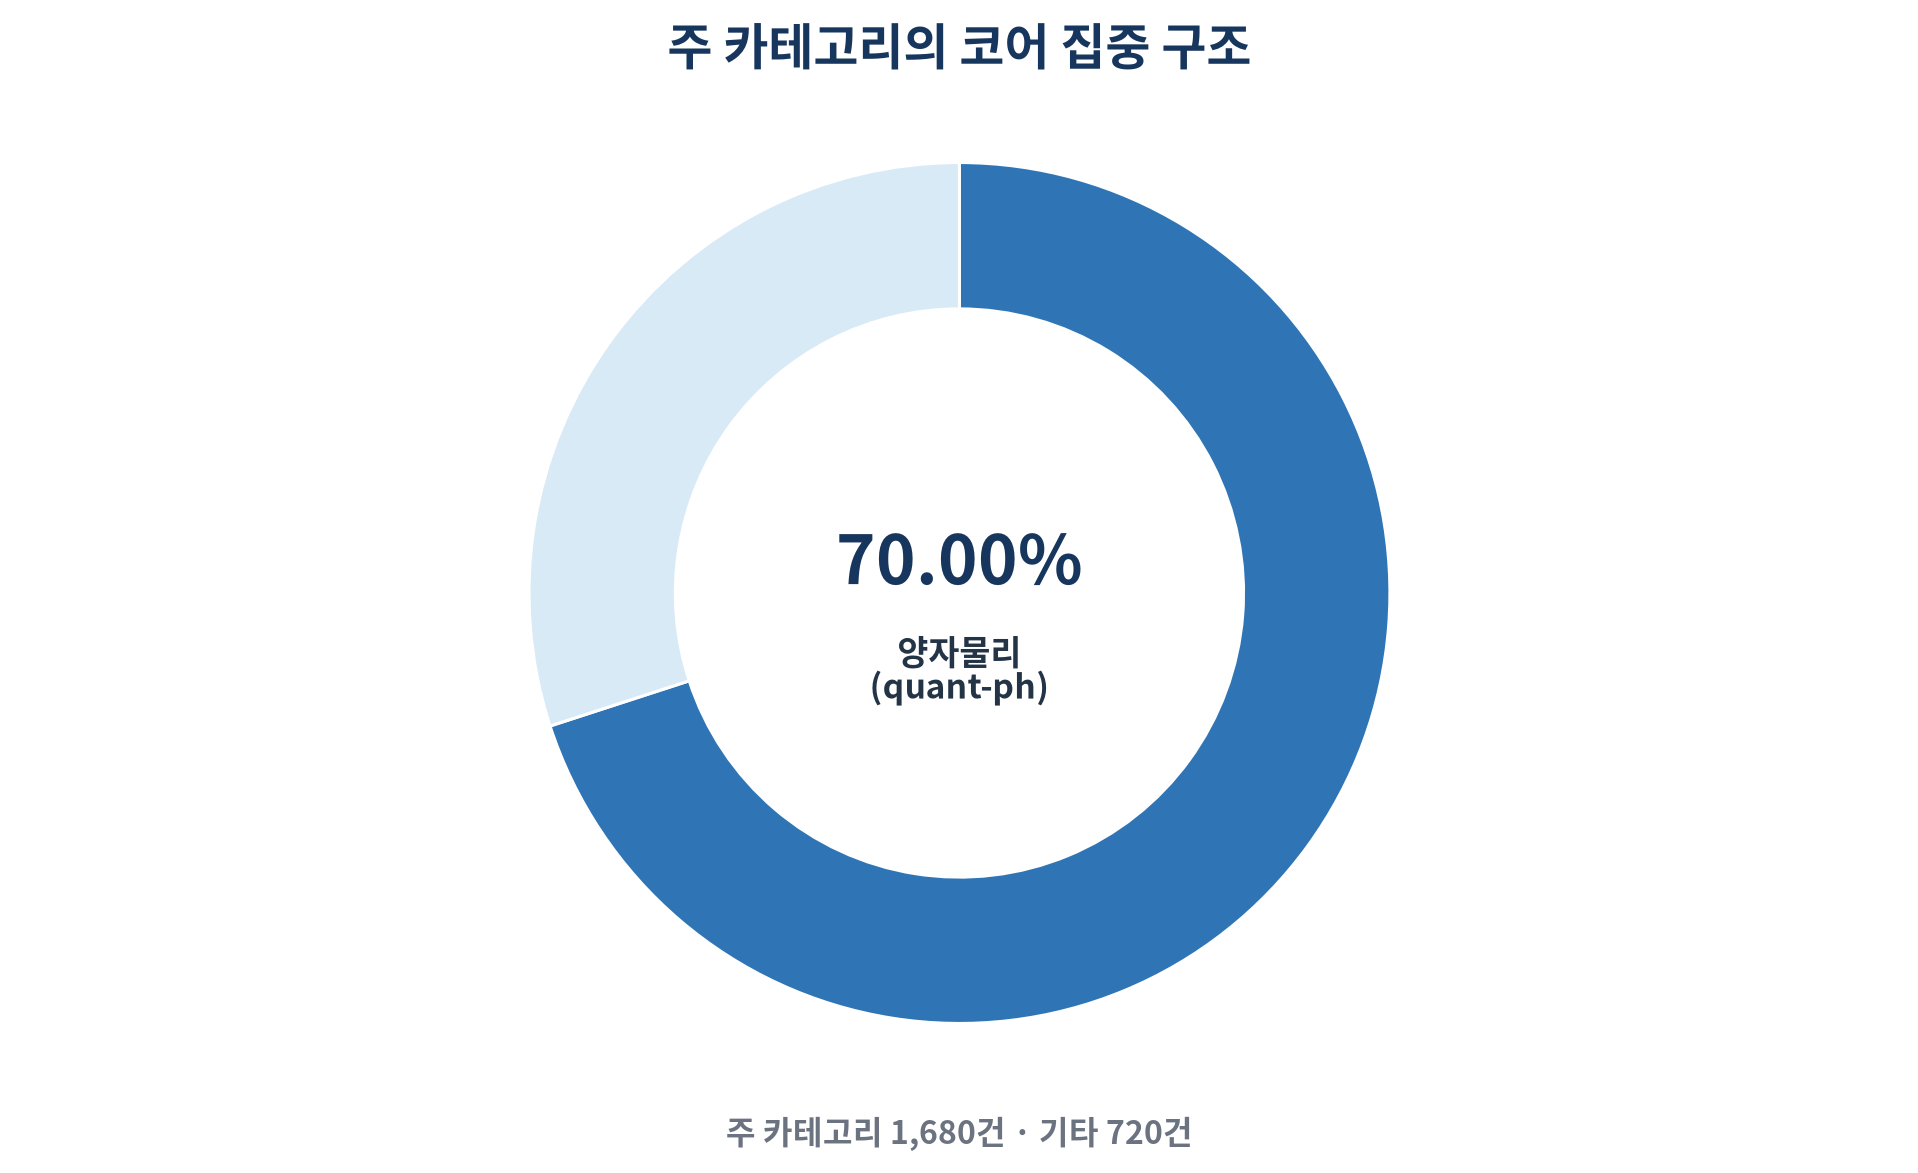 주 카테고리의 코어 집중 구조
70.00%
양자물리
(quant-ph)
주 카테고리 1,680건 · 기타 720건